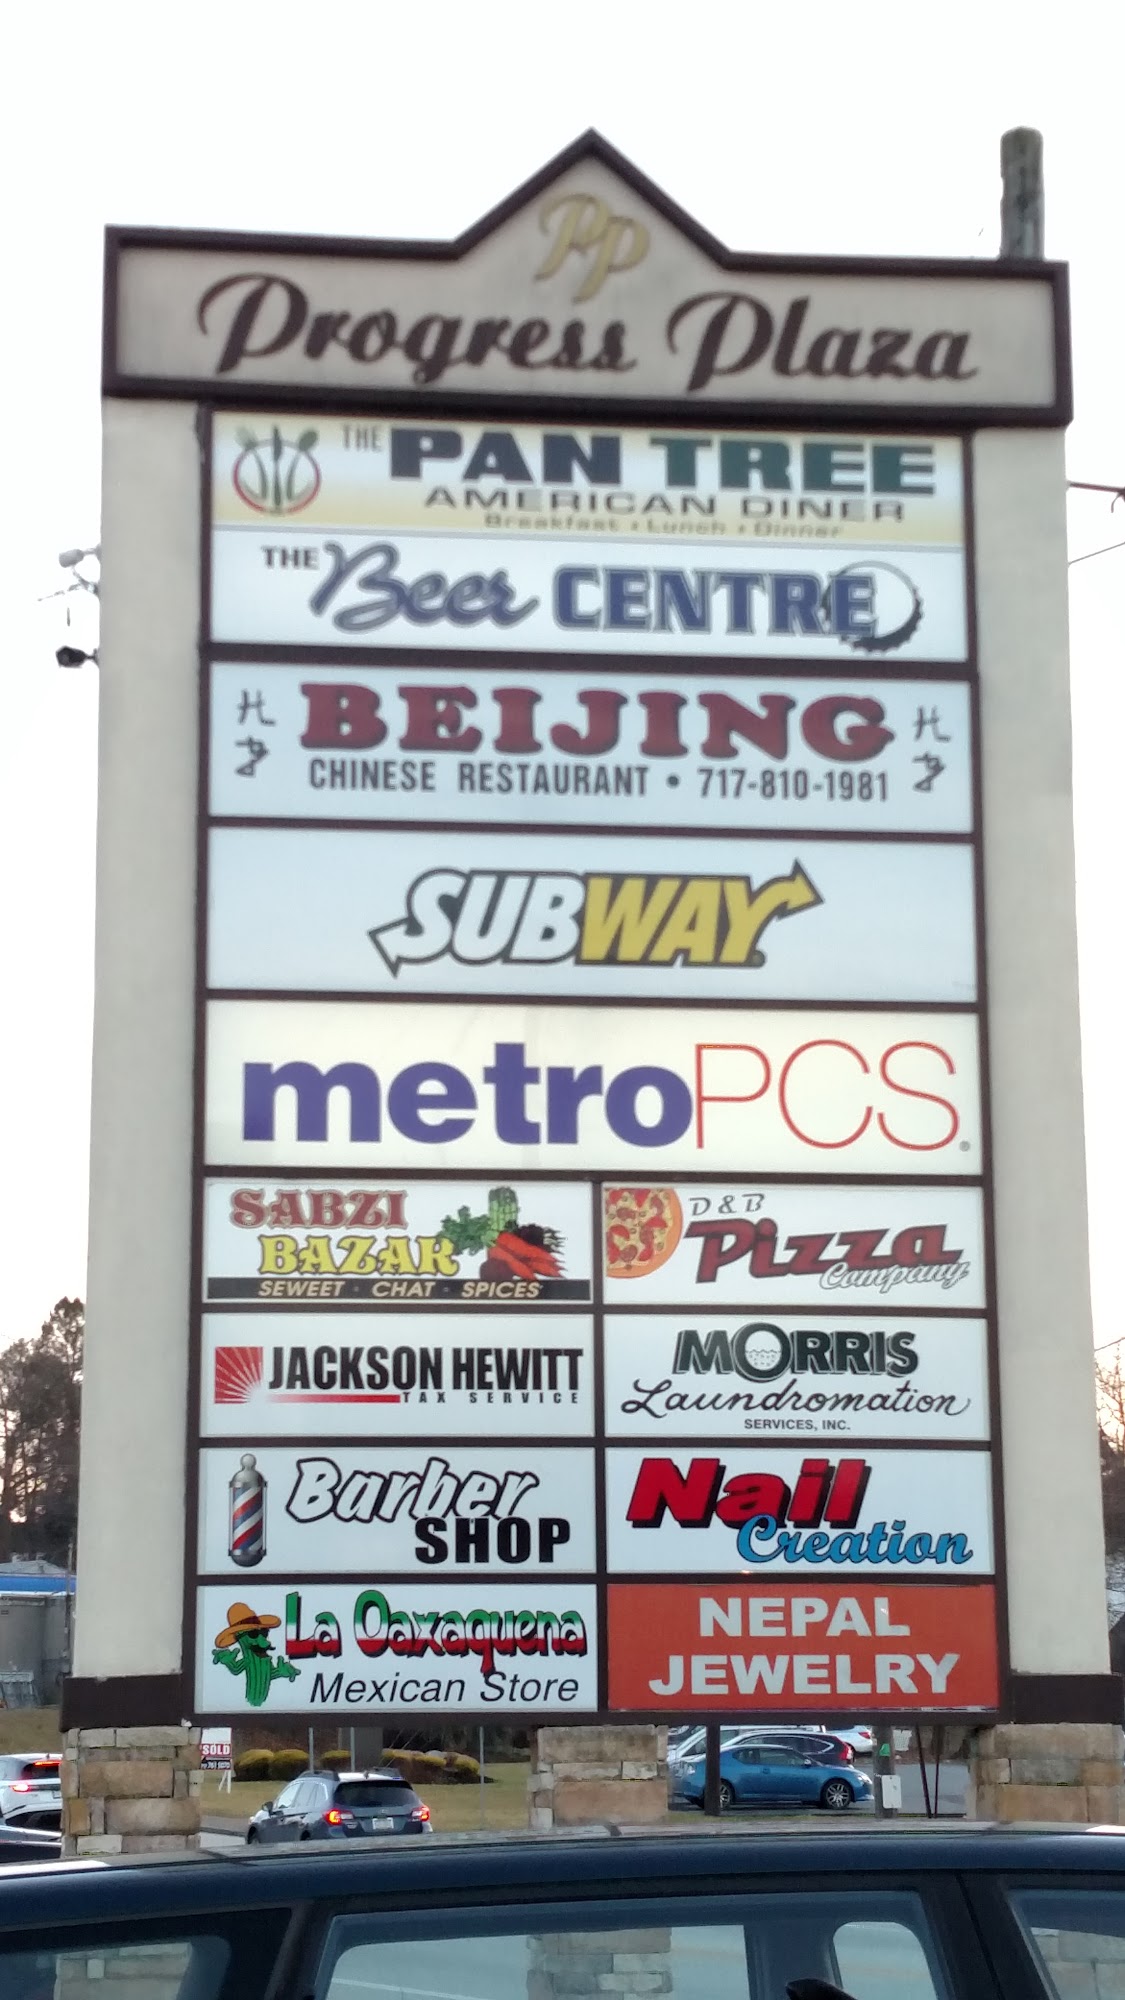 PP
Progress Plaza
THE PAN TREE
AMERICAN DINER
Breakfast • Lunch • Dinner
THE Beer CENTRE
BEIJING
CHINESE RESTAURANT • 717-810-1981
SUBWAY
metroPCS
SABZI
BAZAR
SEWEET · CHAT · SPICES
D&B
Pizza
Company
JACKSON HEWITT
TAX SERVICE
MORRIS
Laundromation
SERVICES, INC.
Barber
SHOP
Nail
Creation
La Oaxaquena
Mexican Store
NEPAL
JEWELRY
SOLD